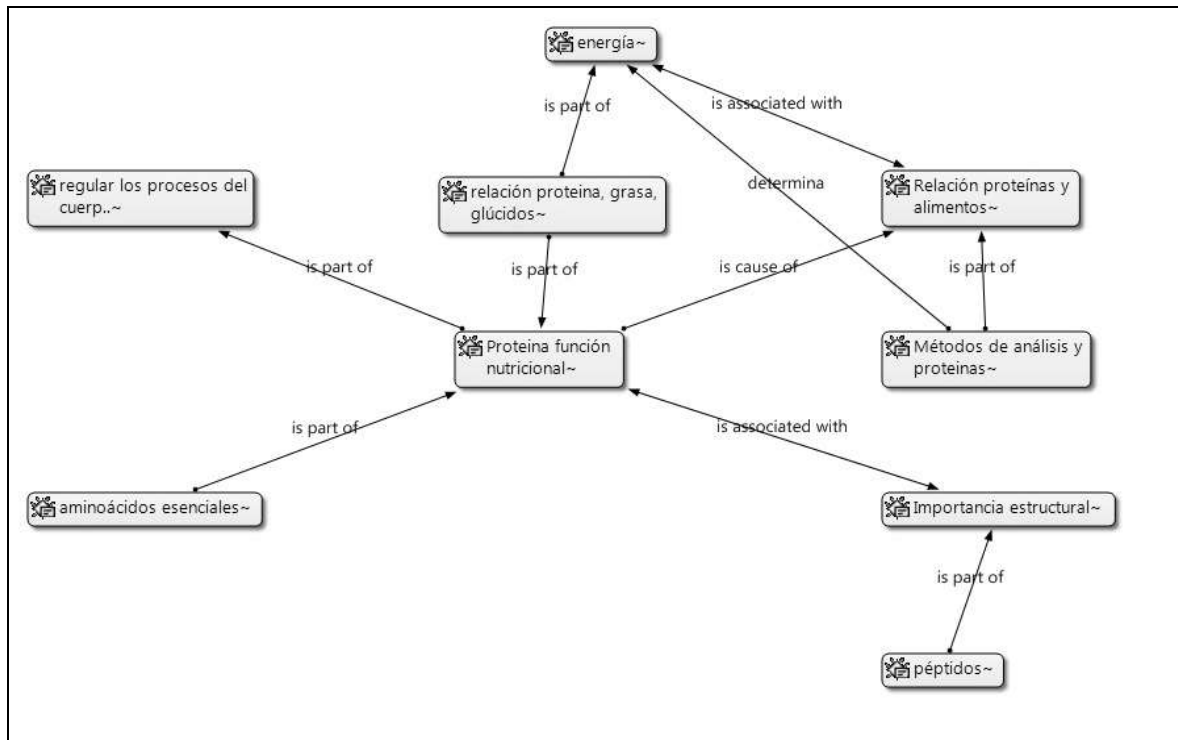 energía~
is part of
is associated with
regular los procesos del
cuerp..~
relación proteina, grasa,
glúcidos~
determina
Relación proteínas y
alimentos~
is part of
is part of
is cause of
is part of
Proteina función
nutricional~
Métodos de análisis y
proteinas~
is part of
is associated with
aminoácidos esenciales~
Importancia estructural~
is part of
péptidos~